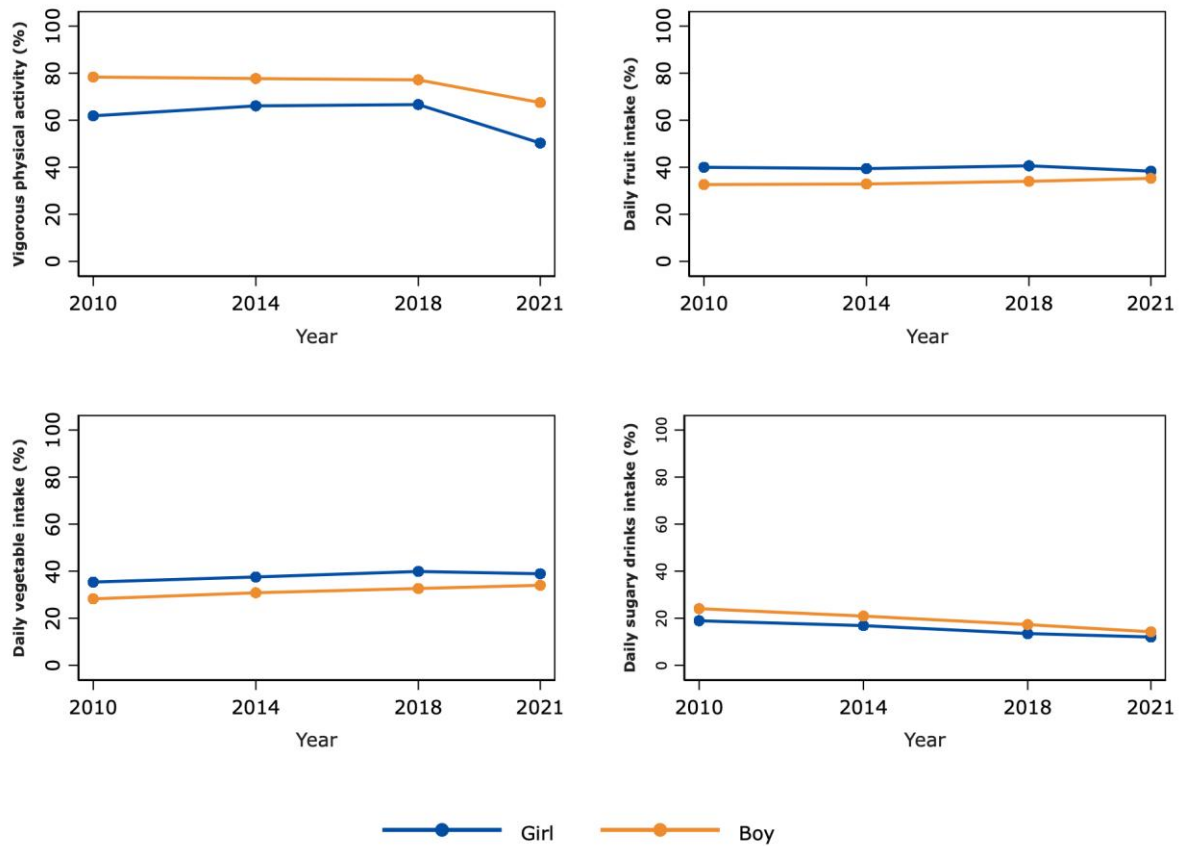 Vigorous physical activity (%)
100
80
60
40
20
0
2010 2014 2018 2021
Year
Daily fruit intake (%)
100
80
60
40
20
0
2010 2014 2018 2021
Year
Daily vegetable intake (%)
100
80
60
40
20
0
2010 2014 2018 2021
Year
Daily sugary drinks intake (%)
100
80
60
40
20
0
2010 2014 2018 2021
Year
Girl Boy